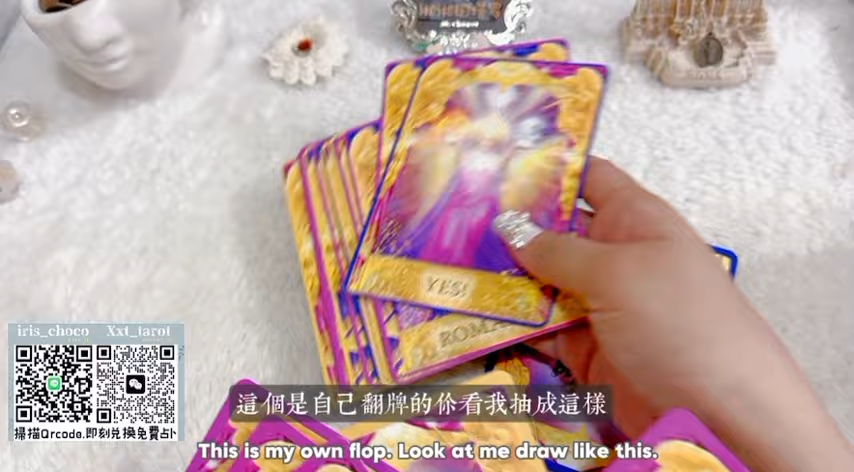 YES!
ROMA
iris_choco Xxt_tarot
掃描Qrcode.即刻兌換免費占卜
這個是自己翻牌的你看我抽成這樣
This is my own flop. Look at me draw like this.